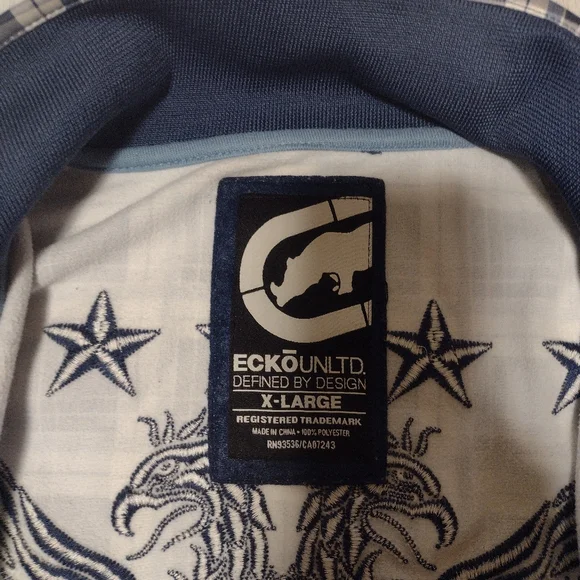 ECKŌUNLTD.
DEFINED BY DESIGN
X-LARGE
REGISTERED TRADEMARK
MADE IN CHINA • 100% POLYESTER
RN93536/CA07243